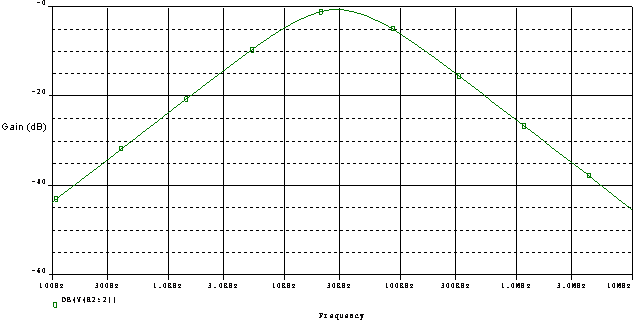 -0
-20
Gain (dB)
-40
-60
100Hz 300Hz 1.0KHz 3.0KHz 10KHz 30KHz 100KHz 300KHz 1.0MHz 3.0MHz 10MHz
DB(V(R2:2))
Frequency